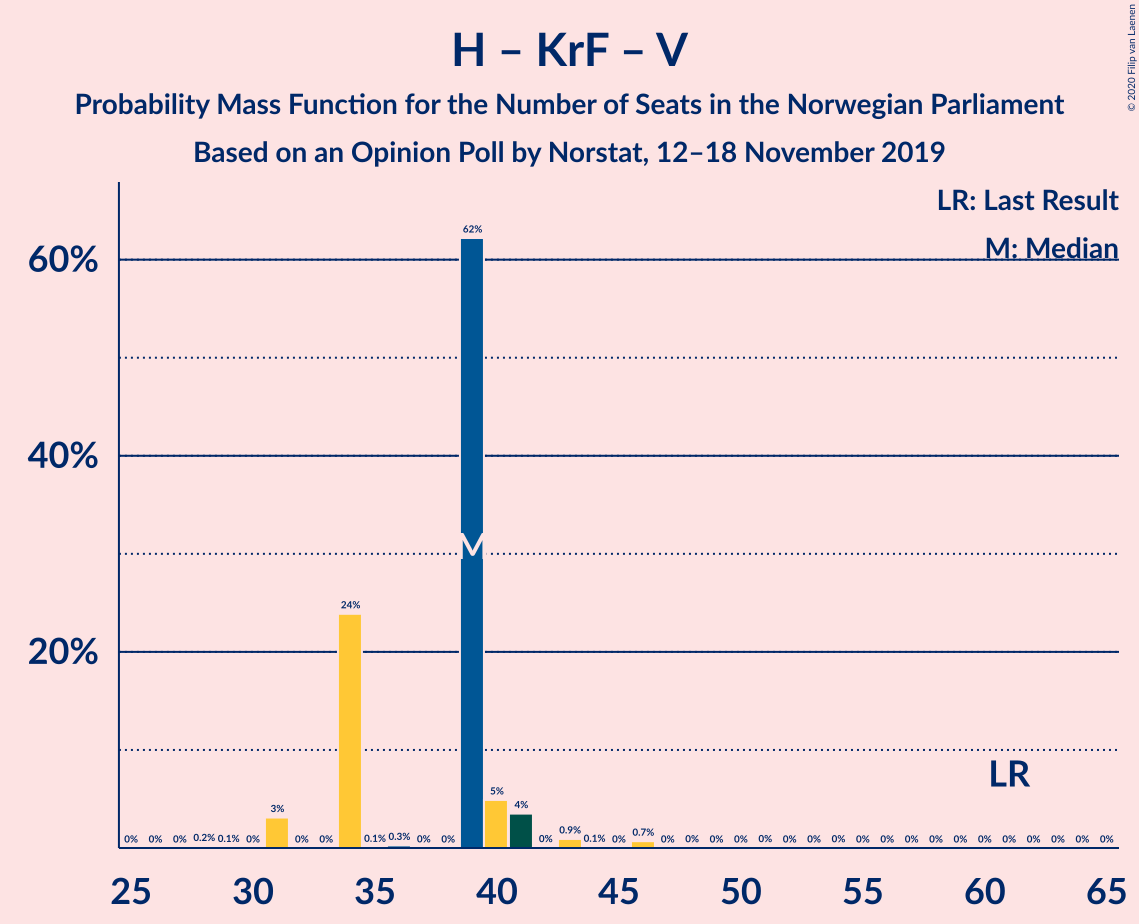 H – KrF – V
Probability Mass Function for the Number of Seats in the Norwegian Parliament
Based on an Opinion Poll by Norstat, 12–18 November 2019
© 2020 Filip van Laenen
LR: Last Result
M: Median
60%
40%
20%
62%
M
24%
LR
5%
4%
3%
0% 0% 0% 0.2% 0.1% 0% 0% 0% 0.1% 0.3% 0% 0% 0% 0.9% 0.1% 0% 0.7% 0% 0% 0% 0% 0% 0% 0% 0% 0% 0% 0% 0% 0% 0% 0% 0% 0% 0% 0%
25 30 35 40 45 50 55 60 65